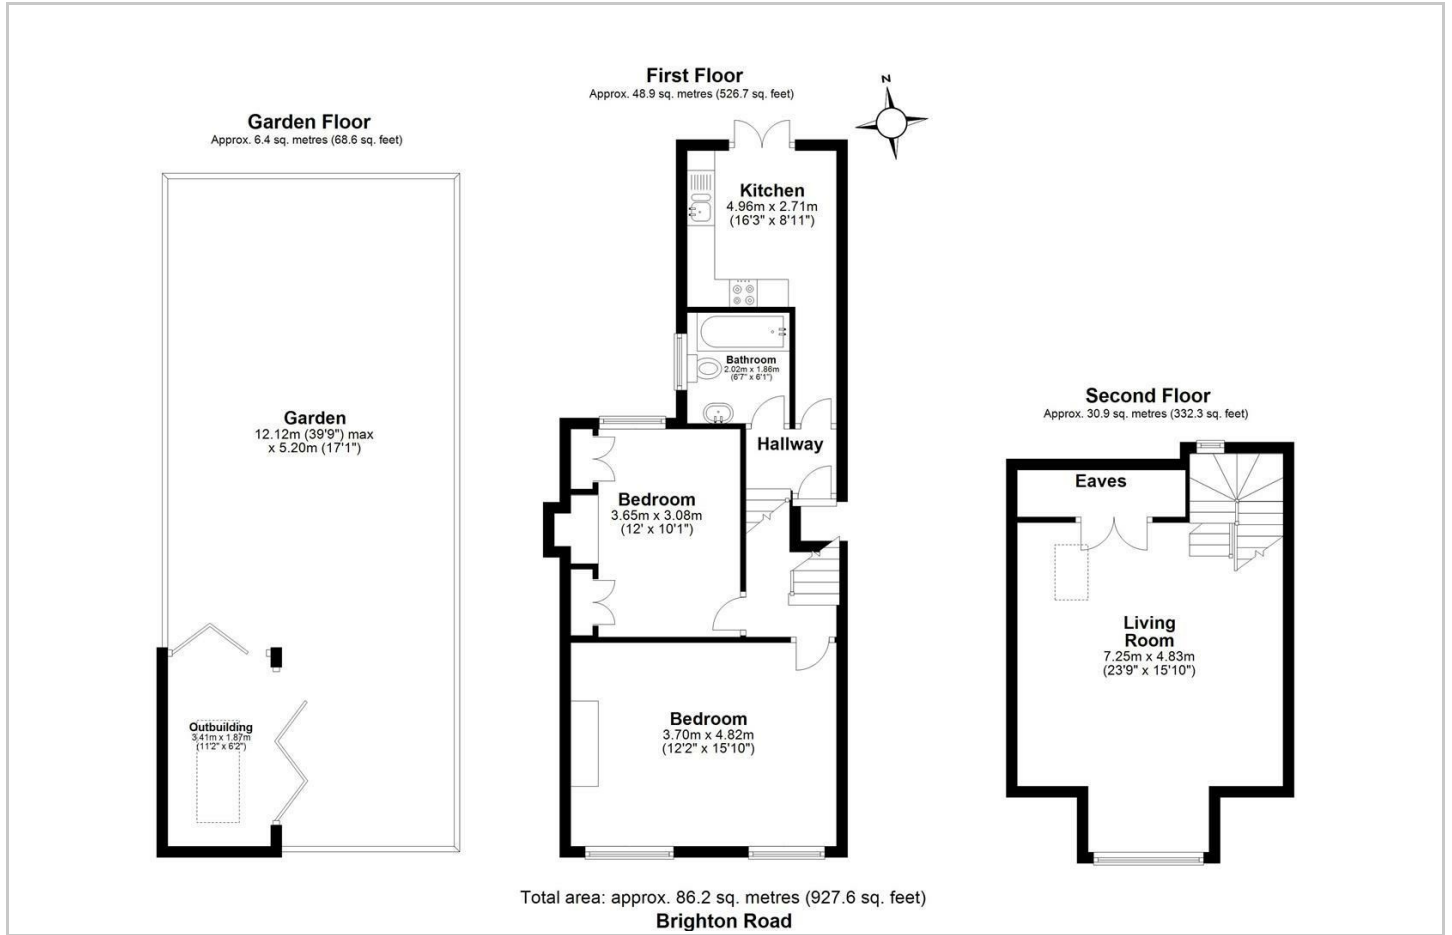 Garden Floor
Approx. 6.4 sq. metres (68.6 sq. feet)
Garden
12.12m (39'9") max
x 5.20m (17'1")
Outbuilding
3.41m x 1.87m
(11'2" x 6'2")
First Floor
Approx. 48.9 sq. metres (526.7 sq. feet)
N
Kitchen
4.96m x 2.71m
(16'3" x 8'11")
Bathroom
2.02m x 1.86m
(6'7" x 6'1")
Hallway
Bedroom
3.65m x 3.08m
(12' x 10'1")
Bedroom
3.70m x 4.82m
(12'2" x 15'10")
Second Floor
Approx. 30.9 sq. metres (332.3 sq. feet)
Eaves
Living
Room
7.25m x 4.83m
(23'9" x 15'10")
Total area: approx. 86.2 sq. metres (927.6 sq. feet)
Brighton Road